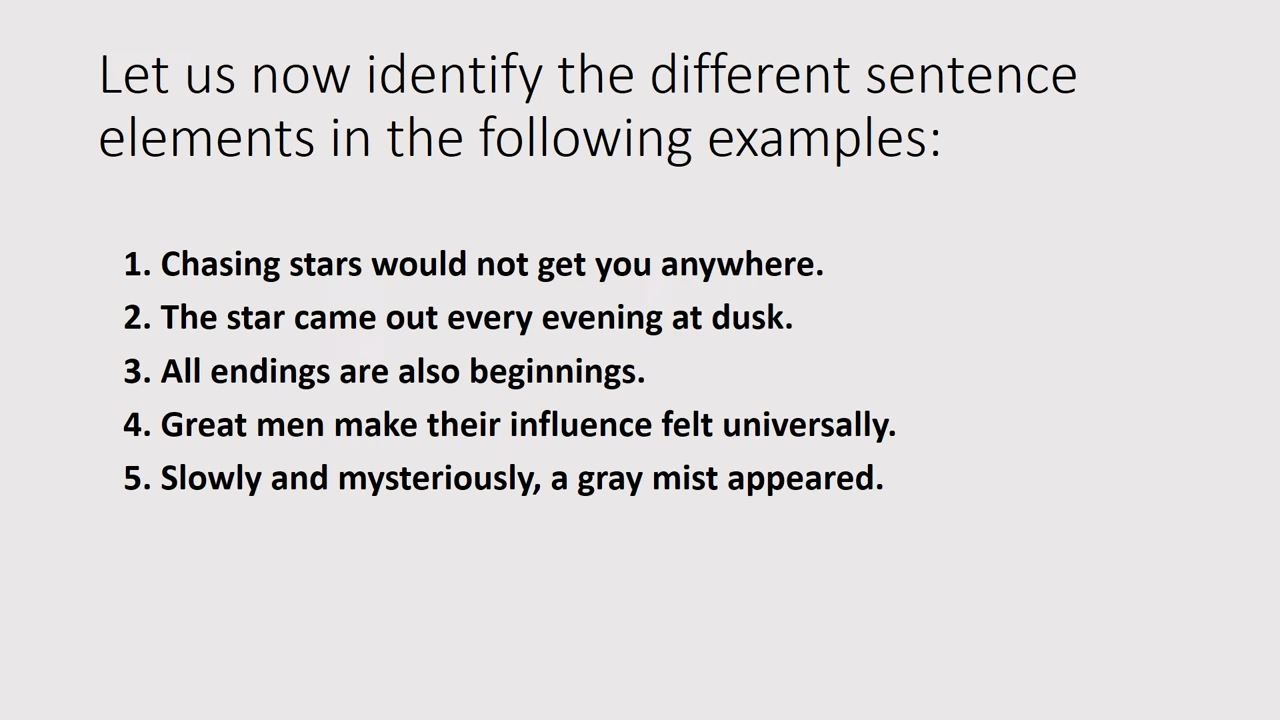 Let us now identify the different sentence
elements in the following examples:
1. Chasing stars would not get you anywhere.
2. The star came out every evening at dusk.
3. All endings are also beginnings.
4. Great men make their influence felt universally.
5. Slowly and mysteriously, a gray mist appeared.